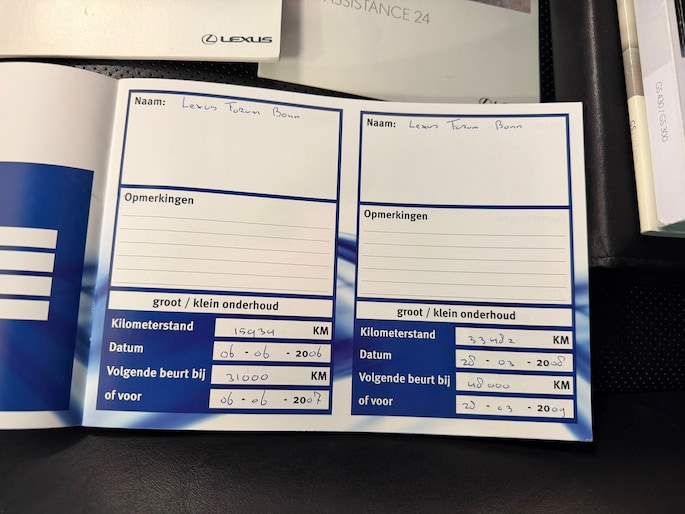 LEXUS
ASSISTANCE 24
GS430 / GS300
Naam: Lexus Forum Bonn
Opmerkingen
groot / klein onderhoud
Kilometerstand 15934 KM
Datum 06 - 06 - 2006
Volgende beurt bij 31000 KM
of voor 06 - 06 - 2007
Naam: Lexus Forum Bonn
Opmerkingen
groot / klein onderhoud
Kilometerstand 33482 KM
Datum 28 - 03 - 2008
Volgende beurt bij 48000 KM
of voor 28 - 03 - 2009